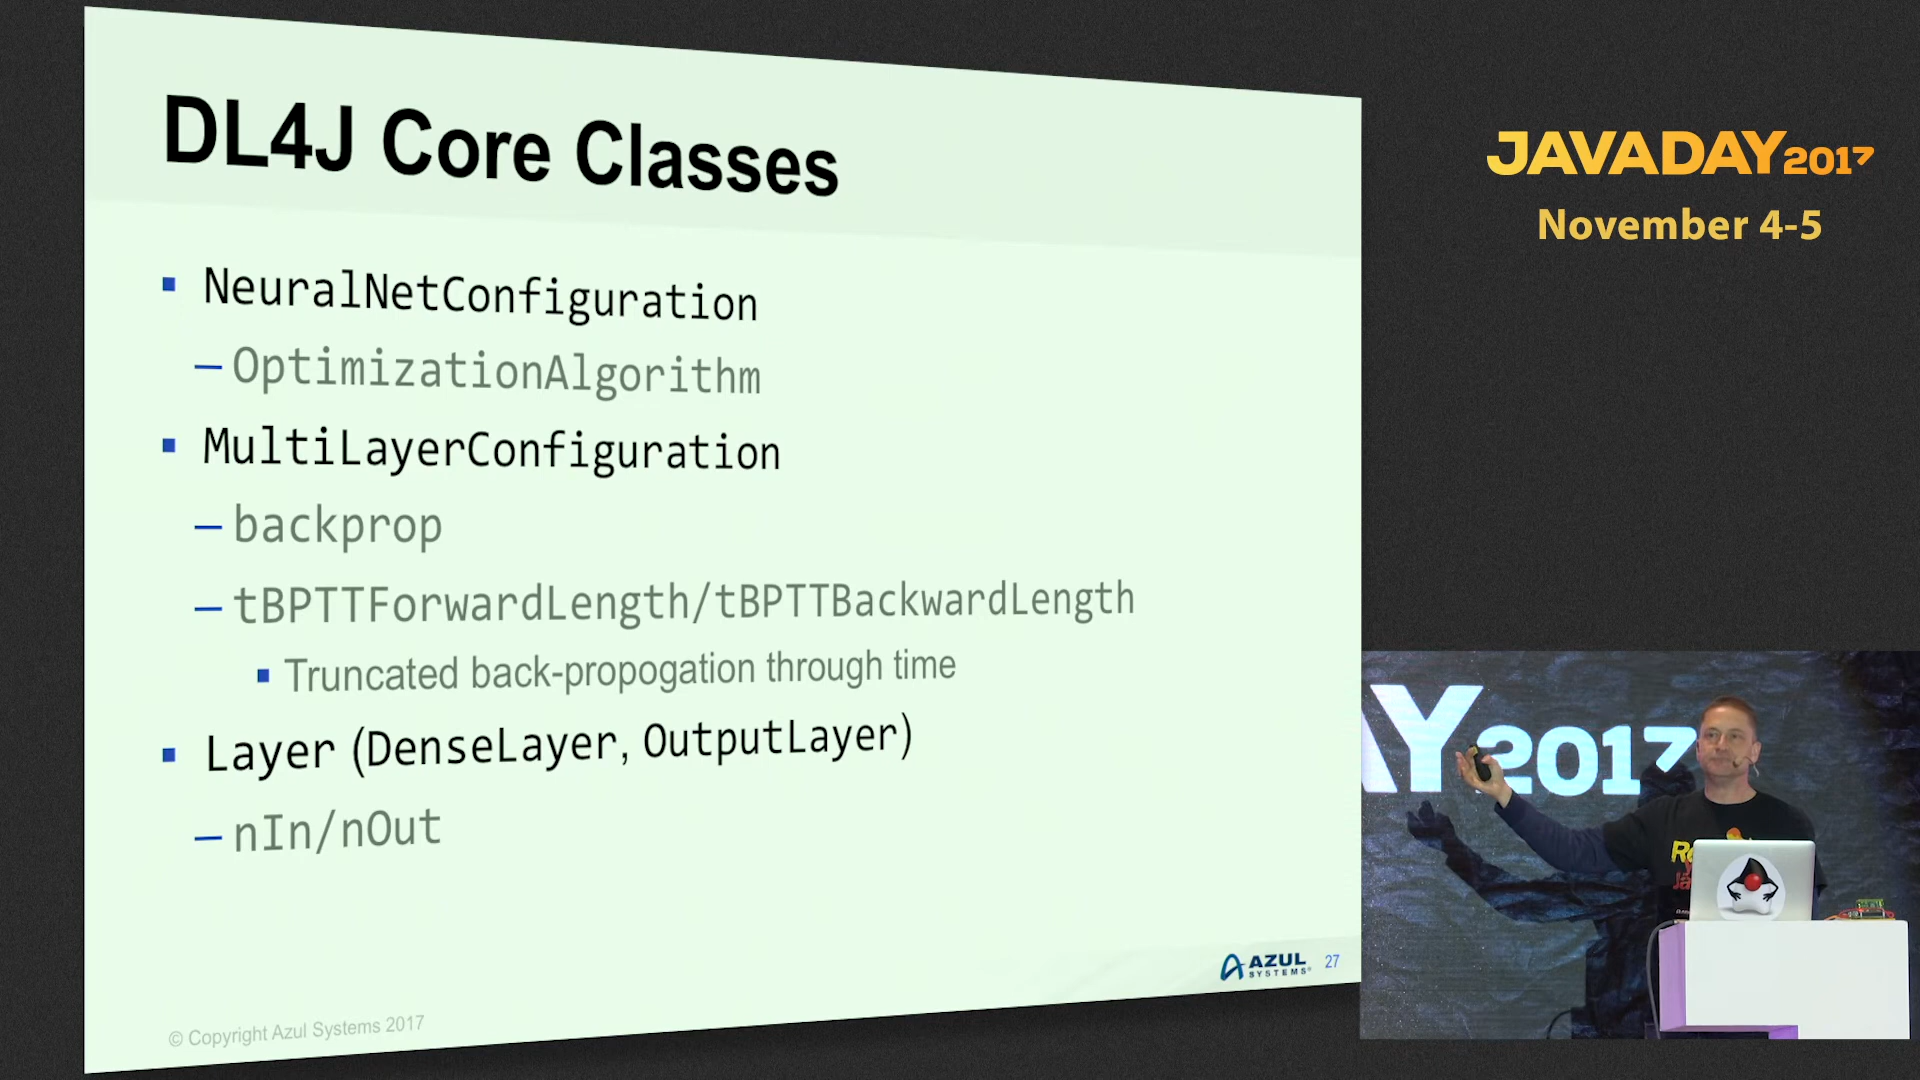 DL4J Core Classes
NeuralNetConfiguration
– OptimizationAlgorithm
MultiLayerConfiguration
– backprop
– tBPTTForwardLength/tBPTTBackwardLength
Truncated back-propogation through time
Layer (DenseLayer, OutputLayer)
– nIn/nOut
© Copyright Azul Systems 2017
AZUL
SYSTEMS
27
JAVADAY2017
November 4-5
AY2017